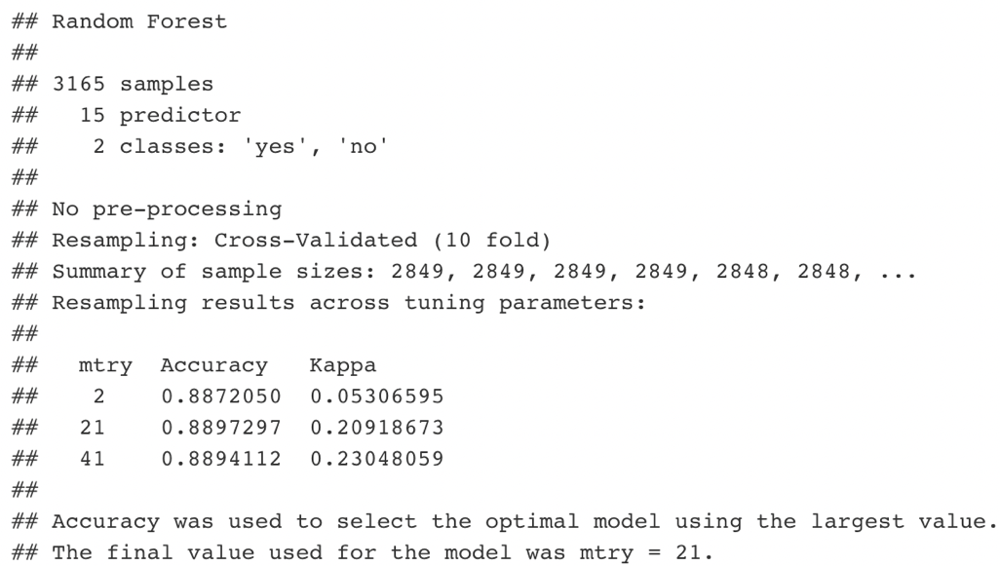 ## Random Forest
##
## 3165 samples
##   15 predictor
##    2 classes: 'yes', 'no'
##
## No pre-processing
## Resampling: Cross-Validated (10 fold)
## Summary of sample sizes: 2849, 2849, 2849, 2849, 2848, 2848, ...
## Resampling results across tuning parameters:
##
##   mtry  Accuracy   Kappa
##    2    0.8872050  0.05306595
##   21    0.8897297  0.20918673
##   41    0.8894112  0.23048059
##
## Accuracy was used to select the optimal model using the largest value.
## The final value used for the model was mtry = 21.